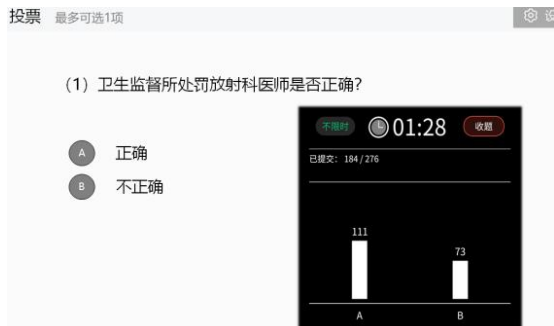 投票 最多可选1项
（1）卫生监督所处罚放射科医师是否正确？
不限时 01:28 收题
A 正确
已提交： 184 / 276
B 不正确
111
73
A B